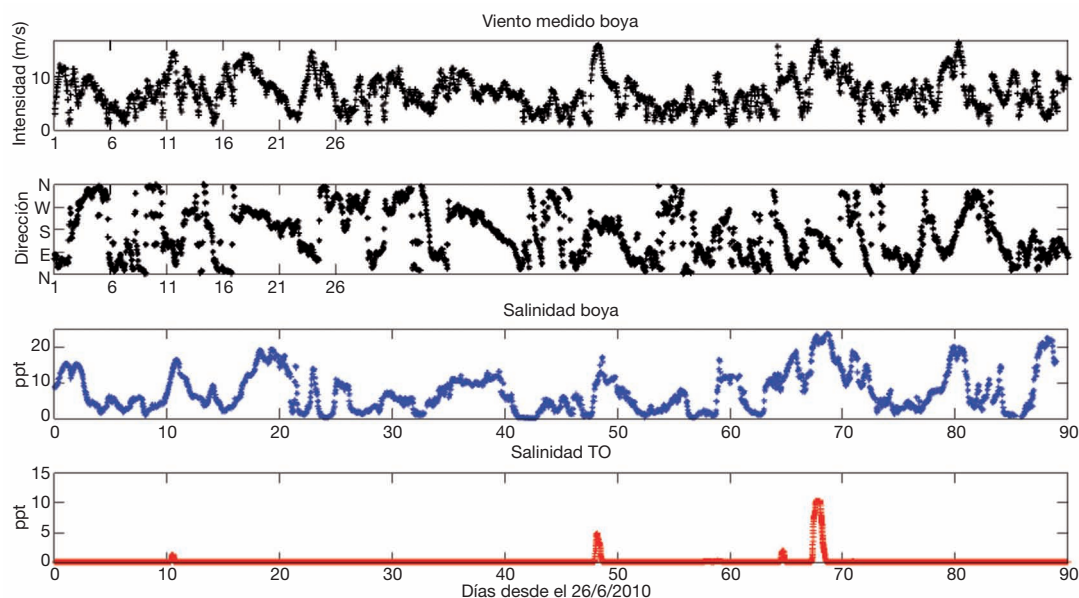 Viento medido boya
Intensidad (m/s)
10
0
1 6 11 16 21 26
Dirección
N
W
S
E
N
1 6 11 16 21 26
Salinidad boya
ppt
20
10
0
0 10 20 30 40 50 60 70 80 90
Salinidad TO
ppt
15
10
5
0
0 10 20 30 40 50 60 70 80 90
Días desde el 26/6/2010